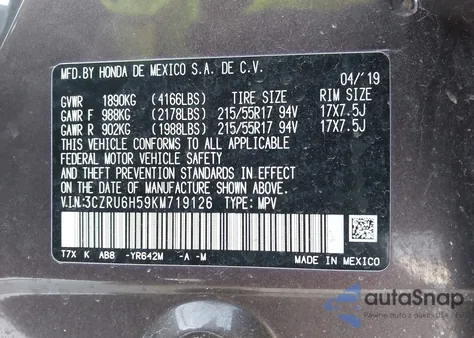 MFD.BY HONDA DE MEXICO S.A. DE C.V.
04/'19
GVWR 1890KG (4166LBS) TIRE SIZE RIM SIZE
GAWR F 988KG (2178LBS) 215/55R17 94V 17X7.5J
GAWR R 902KG (1988LBS) 215/55R17 94V 17X7.5J
THIS VEHICLE CONFORMS TO ALL APPLICABLE
FEDERAL MOTOR VEHICLE SAFETY
AND THEFT PREVENTION STANDARDS IN EFFECT
ON THE DATE OF MANUFACTURE SHOWN ABOVE.
V.I.N:3CZRU6H59KM719126 TYPE: MPV
T7X K AB8 -YR642M -A -M
MADE IN MEXICO
autoSnap